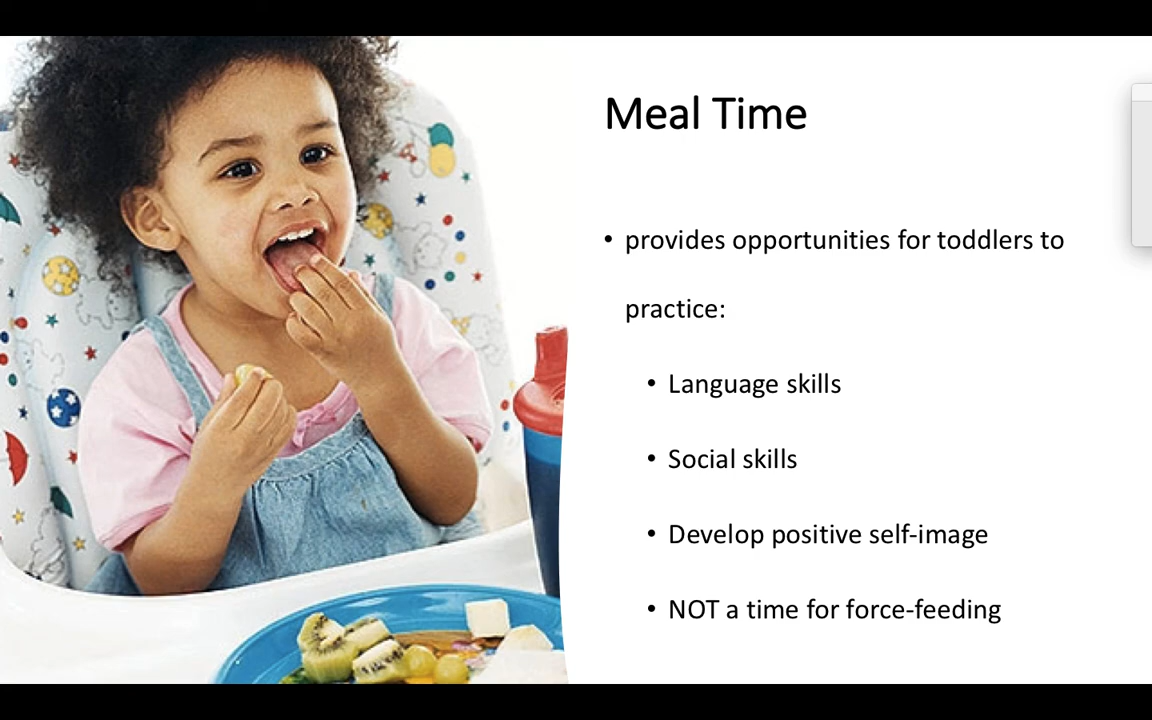 Meal Time
• provides opportunities for toddlers to
practice:
• Language skills
• Social skills
• Develop positive self-image
• NOT a time for force-feeding